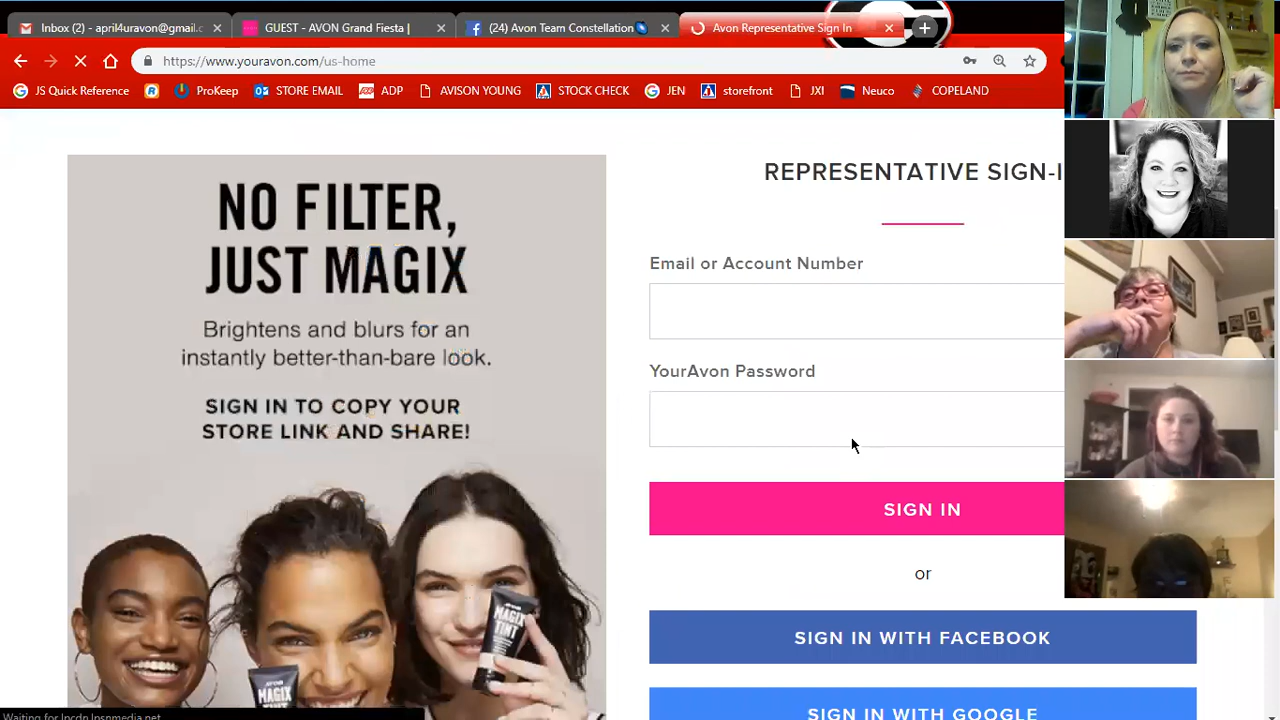 Inbox (2) - april4uravon@gmail.c
GUEST - AVON Grand Fiesta |
(24) Avon Team Constellation
Avon Representative Sign In
https://www.youravon.com/us-home
JS Quick Reference
ProKeep
STORE EMAIL
ADP
AVISON YOUNG
STOCK CHECK
JEN
storefront
JXI
Neuco
COPELAND
NO FILTER,
JUST MAGIX
Brightens and blurs for an
instantly better-than-bare look.
SIGN IN TO COPY YOUR
STORE LINK AND SHARE!
MAGIX
TINT
MAGIX
REPRESENTATIVE SIGN-I
Email or Account Number
YourAvon Password
SIGN IN
or
SIGN IN WITH FACEBOOK
SIGN IN WITH GOOGLE
Waiting for lpcdn.lpsnmedia.net